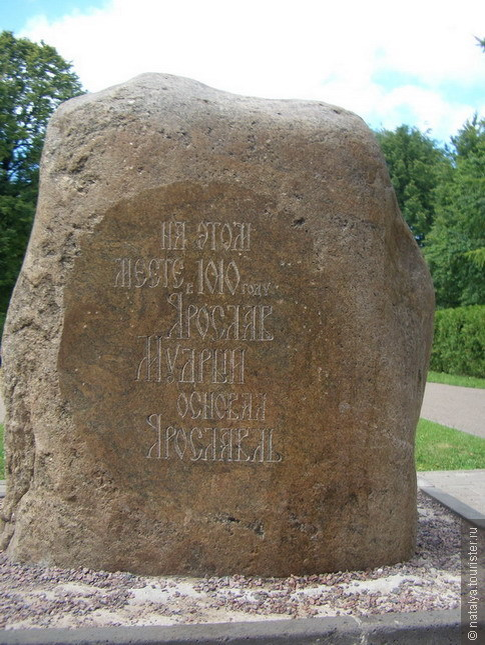 НА ЭТОМ
МЕСТЕ в 1010 году
ЯРОСЛАВ
МУДРЫЙ
ОСНОВАЛ
ЯРОСЛАВЛЬ
© natalya.tourister.ru